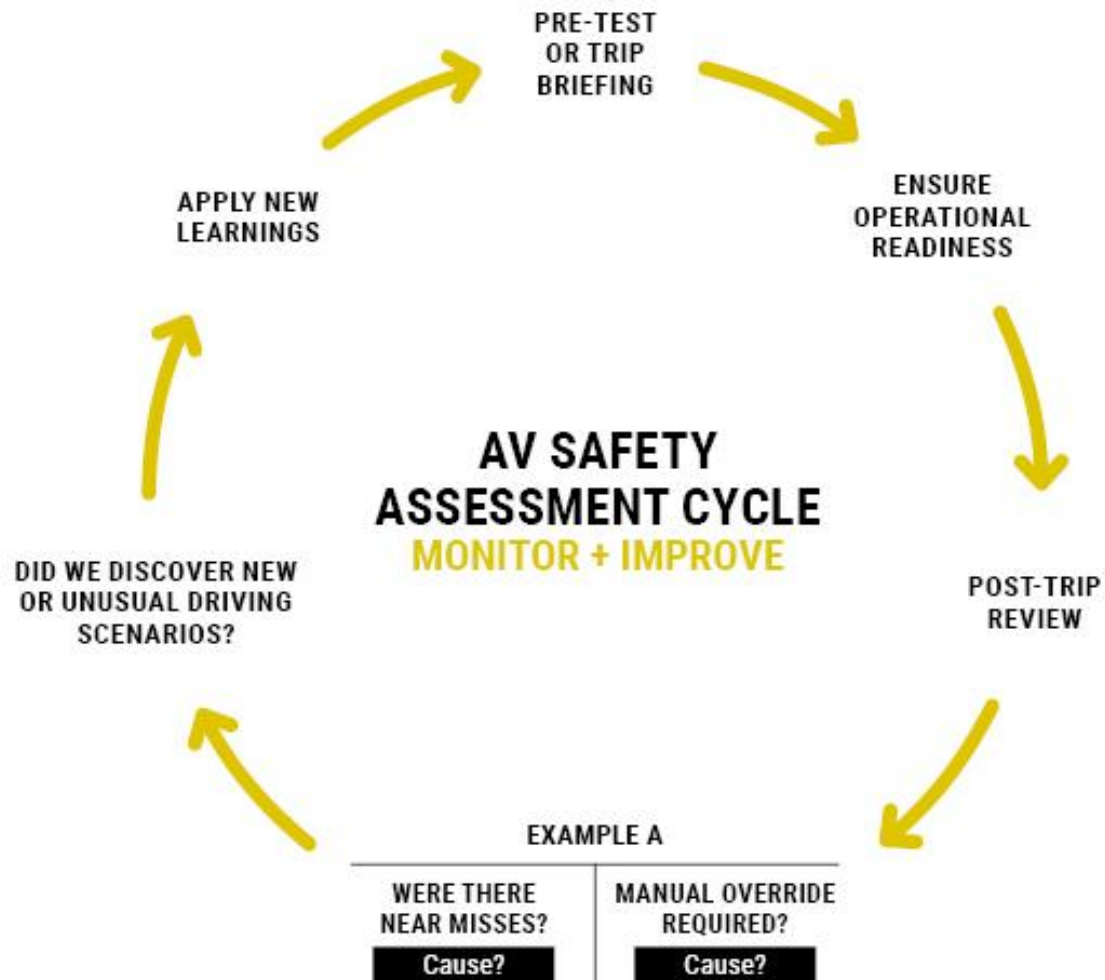 PRE-TEST
OR TRIP
BRIEFING
ENSURE
OPERATIONAL
READINESS
POST-TRIP
REVIEW
EXAMPLE A
WERE THERE
NEAR MISSES?
Cause?
MANUAL OVERRIDE
REQUIRED?
Cause?
DID WE DISCOVER NEW
OR UNUSUAL DRIVING
SCENARIOS?
APPLY NEW
LEARNINGS
AV SAFETY
ASSESSMENT CYCLE
MONITOR + IMPROVE